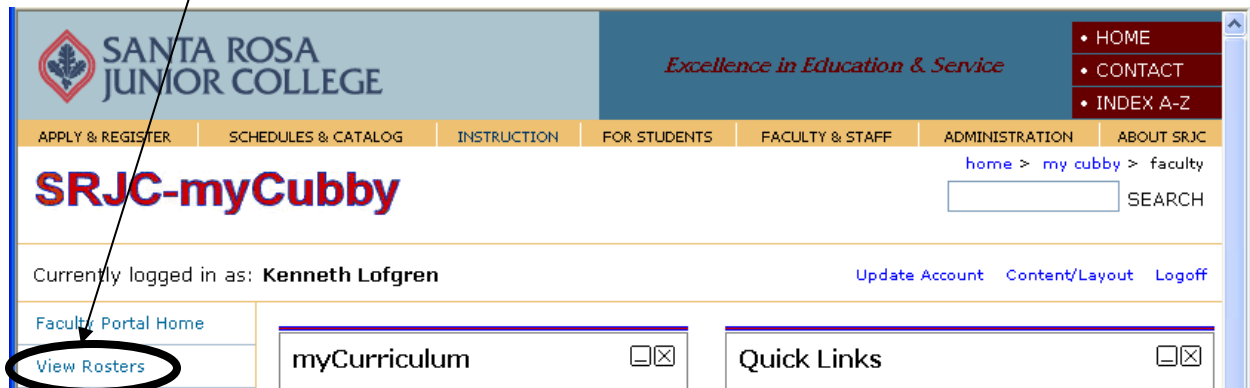 SANTA ROSA
JUNIOR COLLEGE
Excellence in Education & Service
• HOME
• CONTACT
• INDEX A-Z
APPLY & REGISTER SCHEDULES & CATALOG INSTRUCTION FOR STUDENTS FACULTY & STAFF ADMINISTRATION ABOUT SRJC
home > my cubby > faculty
SRJC-myCubby
SEARCH
Currently logged in as: Kenneth Lofgren
Update Account Content/Layout Logoff
Faculty Portal Home
View Rosters
myCurriculum
Quick Links